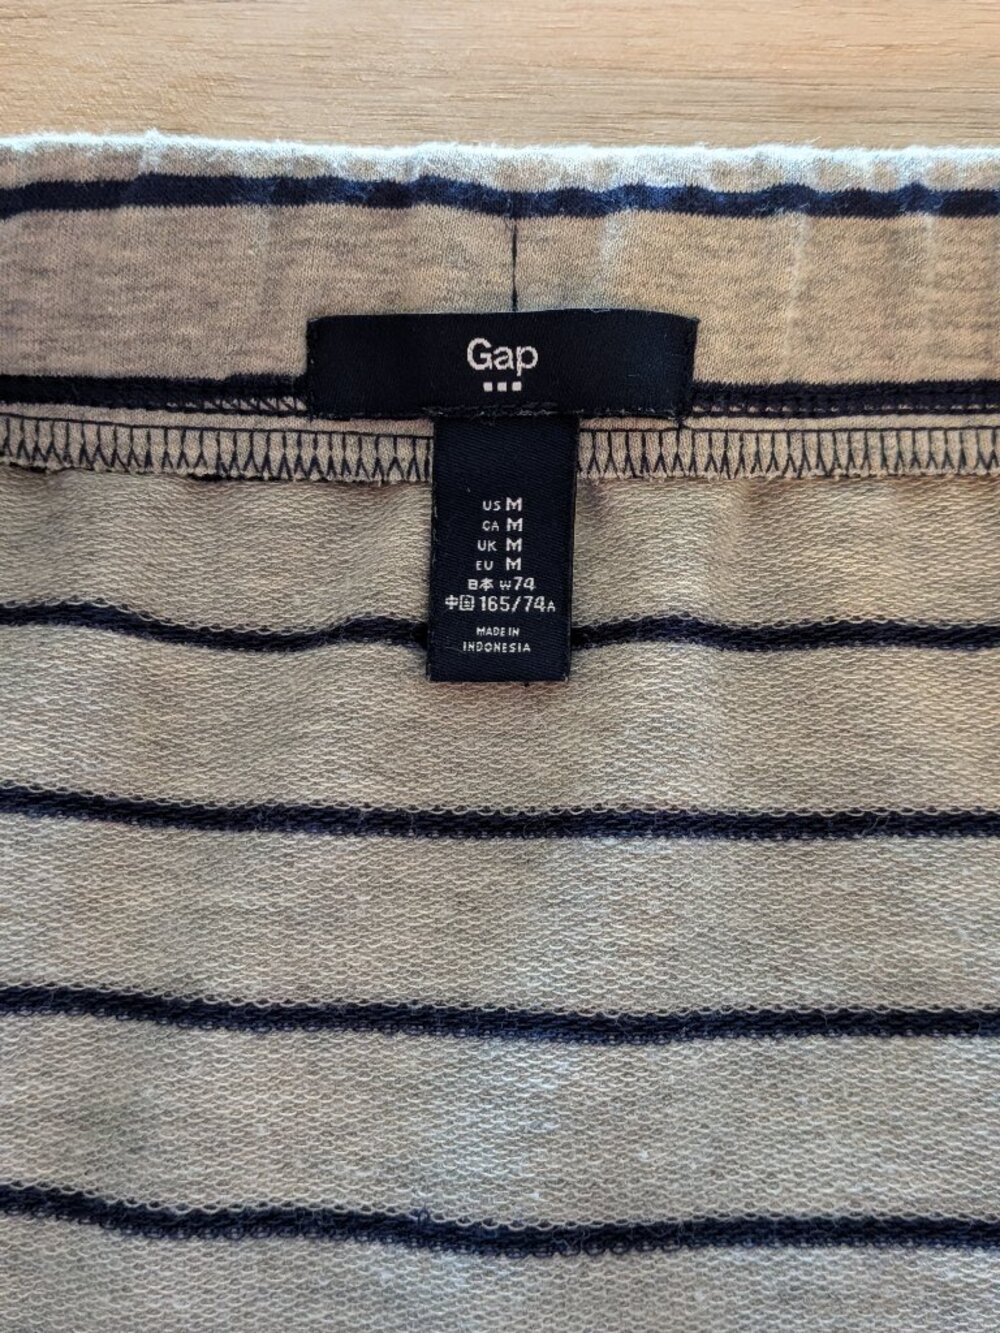 Gap
US M
CA M
UK M
EU M
日本 W74
中国 165/74A
MADE IN
INDONESIA